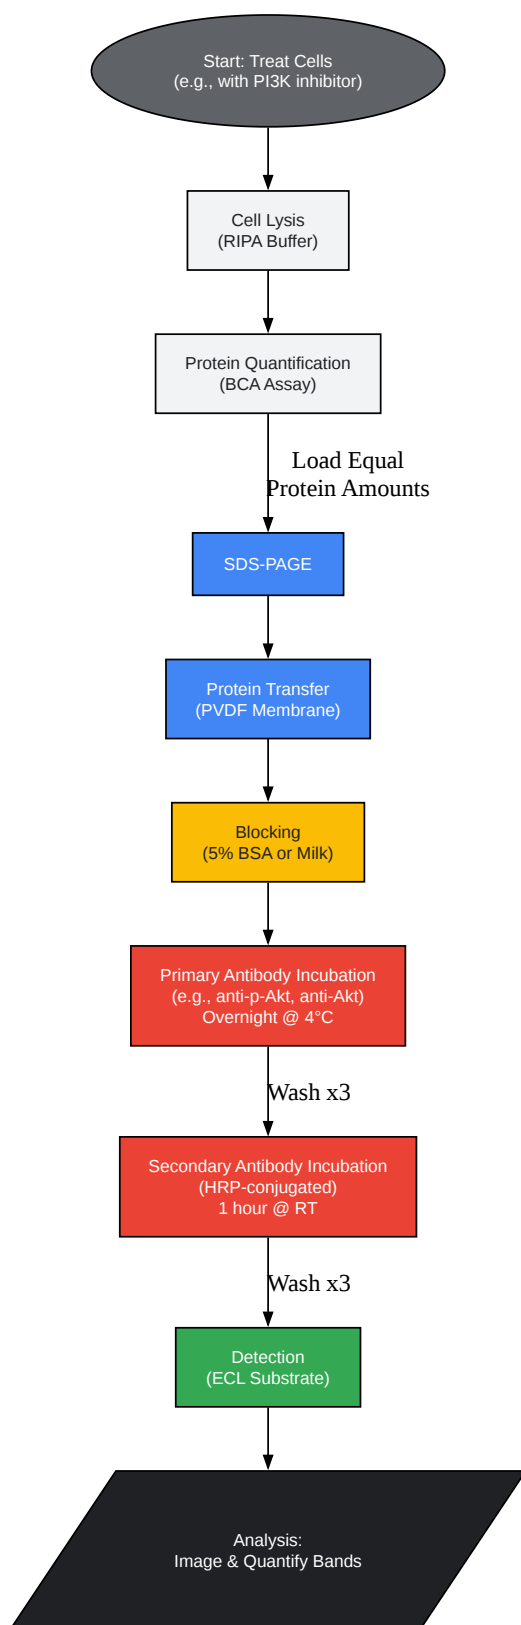 Start: Treat Cells
(e.g., with PI3K inhibitor)
Cell Lysis
(RIPA Buffer)
Protein Quantification
(BCA Assay)
Load Equal
Protein Amounts
SDS-PAGE
Protein Transfer
(PVDF Membrane)
Blocking
(5% BSA or Milk)
Primary Antibody Incubation
(e.g., anti-p-Akt, anti-Akt)
Overnight @ 4°C
Wash x3
Secondary Antibody Incubation
(HRP-conjugated)
1 hour @ RT
Wash x3
Detection
(ECL Substrate)
Analysis:
Image & Quantify Bands